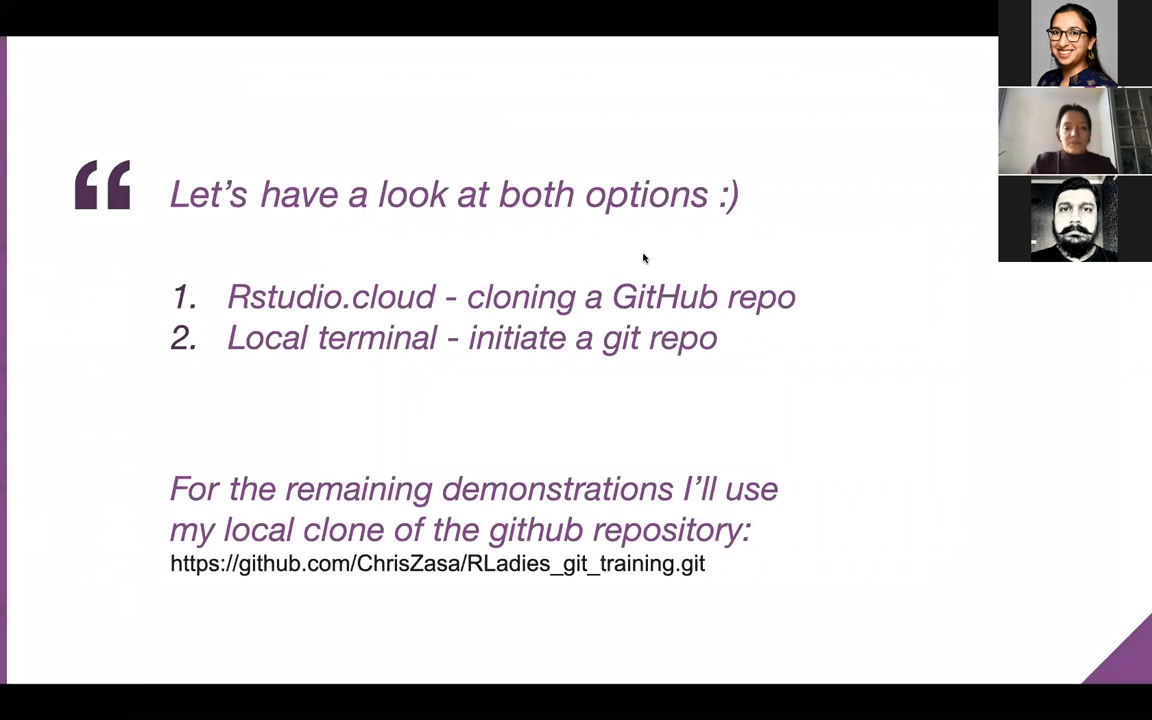 “
Let’s have a look at both options :)
1. Rstudio.cloud - cloning a GitHub repo
2. Local terminal - initiate a git repo
For the remaining demonstrations I’ll use
my local clone of the github repository:
https://github.com/ChrisZasa/RLadies_git_training.git